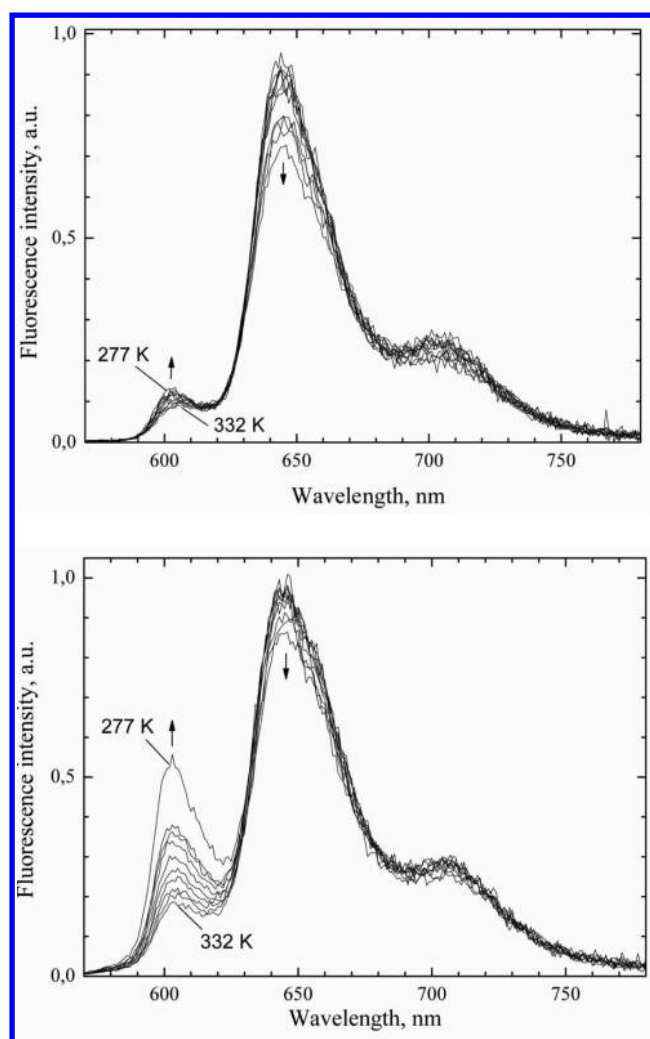 1,0
Fluorescence intensity, a.u.
0,5
277 K
332 K
0,0
600 650 700 750
Wavelength, nm
1,0
Fluorescence intensity, a.u.
277 K
0,5
332 K
0,0
600 650 700 750
Wavelength, nm